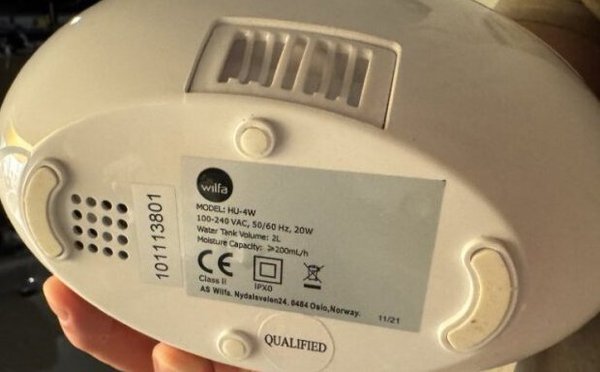 wilfa
MODEL: HU-4W
100-240 VAC, 50/60 Hz, 20W
Water Tank Volume: 2L
Moisture Capacity: ≥200mL/h
CE
Class II
IPX0
AS Wilfa. Nydalsveien24. 0484 Oslo,Norway.
11/21
101113801
QUALIFIED